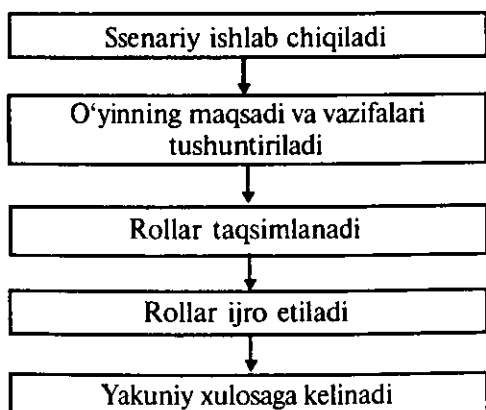 Ssenariy ishlab chiqiladi
O‘yinning maqsadi va vazifalari
tushuntiriladi
Rollar taqsimlanadi
Rollar ijro etiladi
Yakuniy xulosaga kelinadi